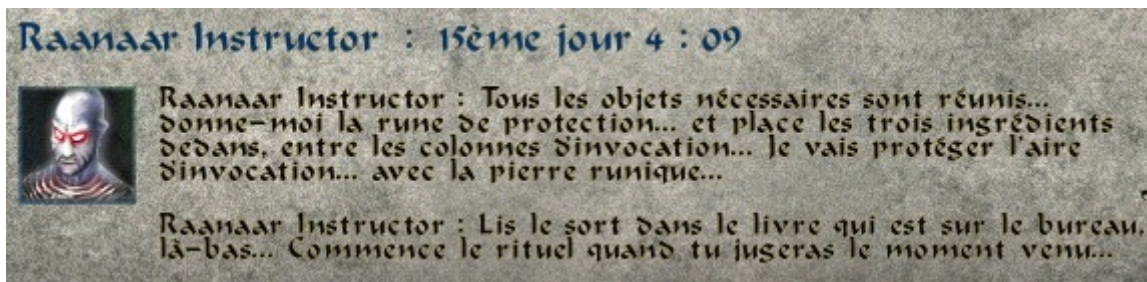 Raanaar Instructor : 15ème jour 4 : 09
Raanaar Instructor : Tous les objets nécessaires sont réunis...
donne-moi la rune de protection... et place les trois ingrédients
dedans, entre les colonnes d'invocation... Je vais protéger l'aire
d'invocation... avec la pierre runique...
Raanaar Instructor : Lis le sort dans le livre qui est sur le bureau,
là-bas... Commence le rituel quand tu jugeras le moment venu...